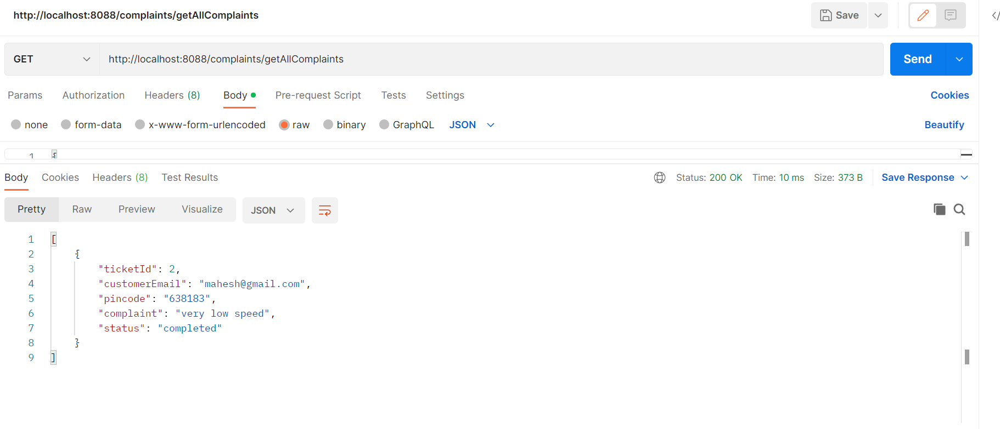 http://localhost:8088/complaints/getAllComplaints
Save
GET
http://localhost:8088/complaints/getAllComplaints
Send
Params Authorization Headers (8) Body Pre-request Script Tests Settings Cookies
none form-data x-www-form-urlencoded raw binary GraphQL JSON Beautify
1 {
Body Cookies Headers (8) Test Results Status: 200 OK Time: 10 ms Size: 373 B Save Response
Pretty Raw Preview Visualize JSON
1 [
2 {
3 "ticketId": 2,
4 "customerEmail": "mahesh@gmail.com",
5 "pincode": "638183",
6 "complaint": "very low speed",
7 "status": "completed"
8 }
9 ]